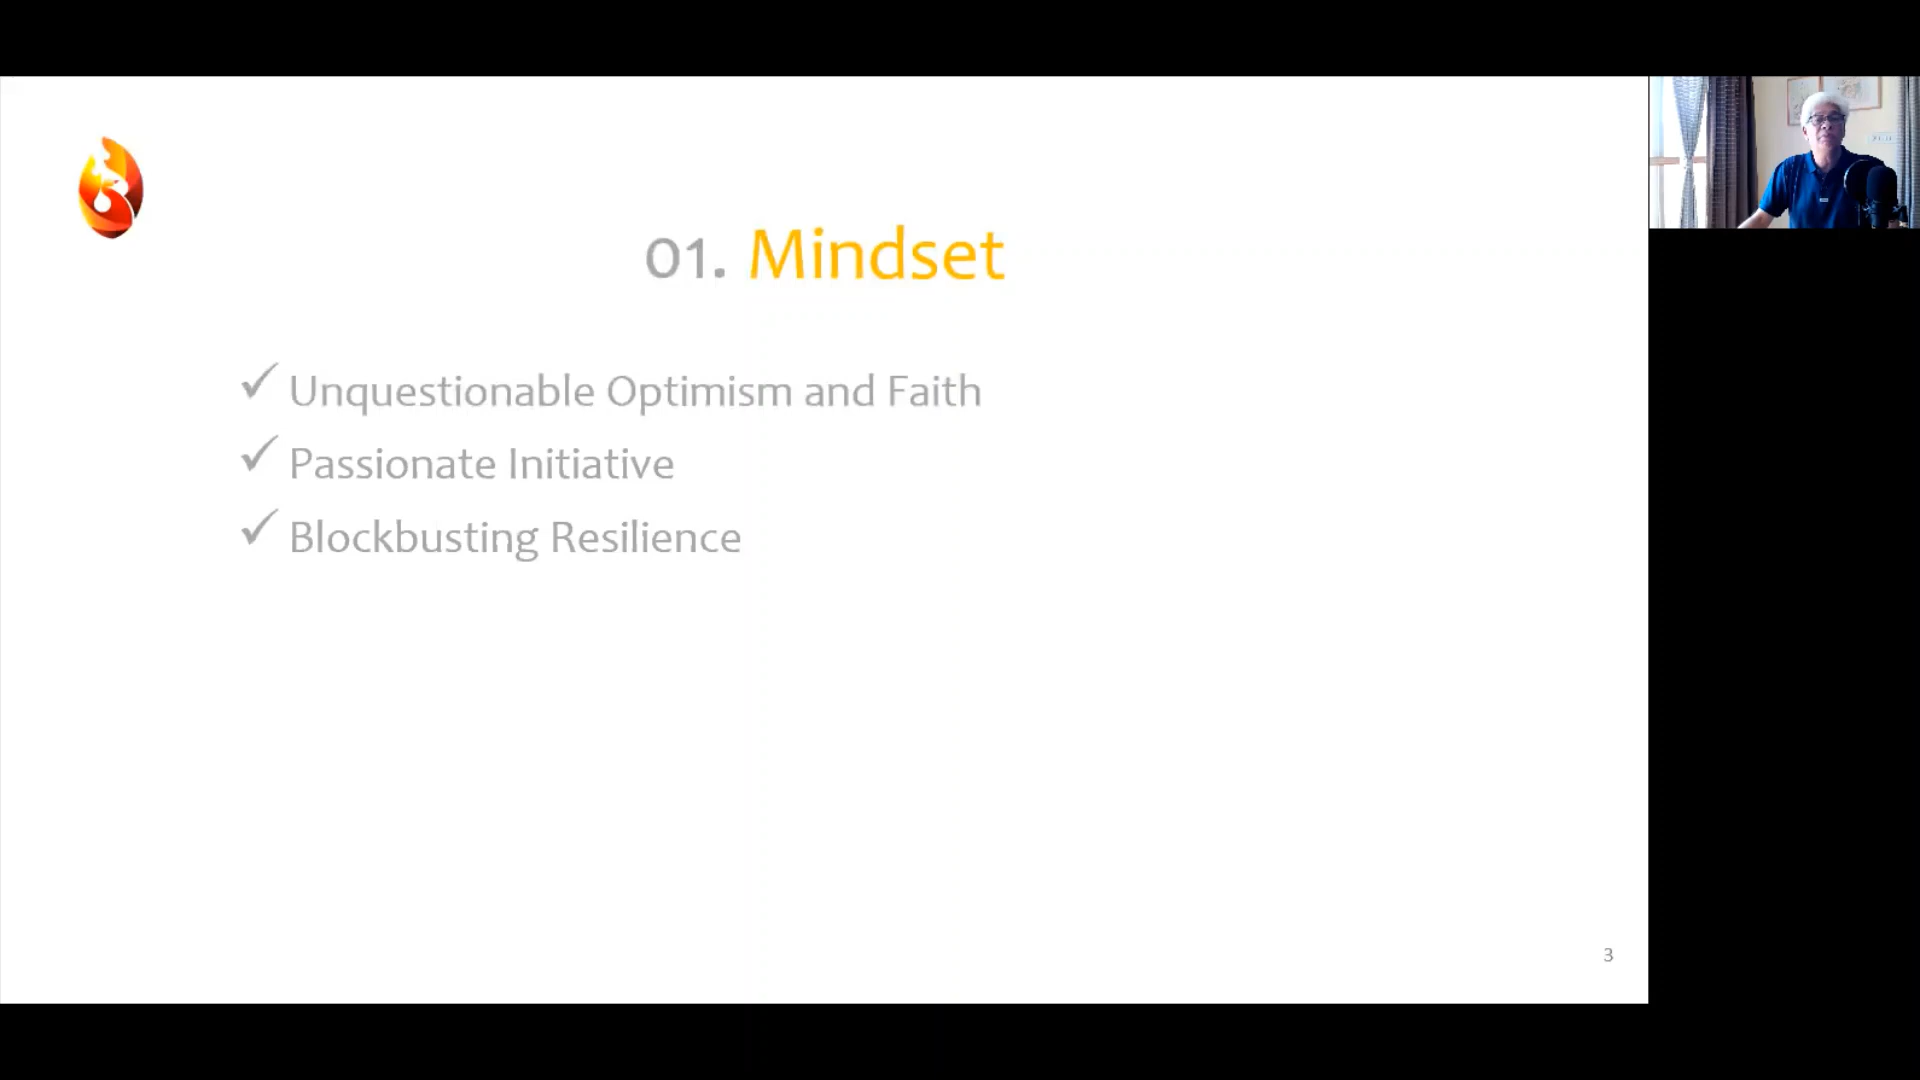 01. Mindset
✓ Unquestionable Optimism and Faith
✓ Passionate Initiative
✓ Blockbusting Resilience
3